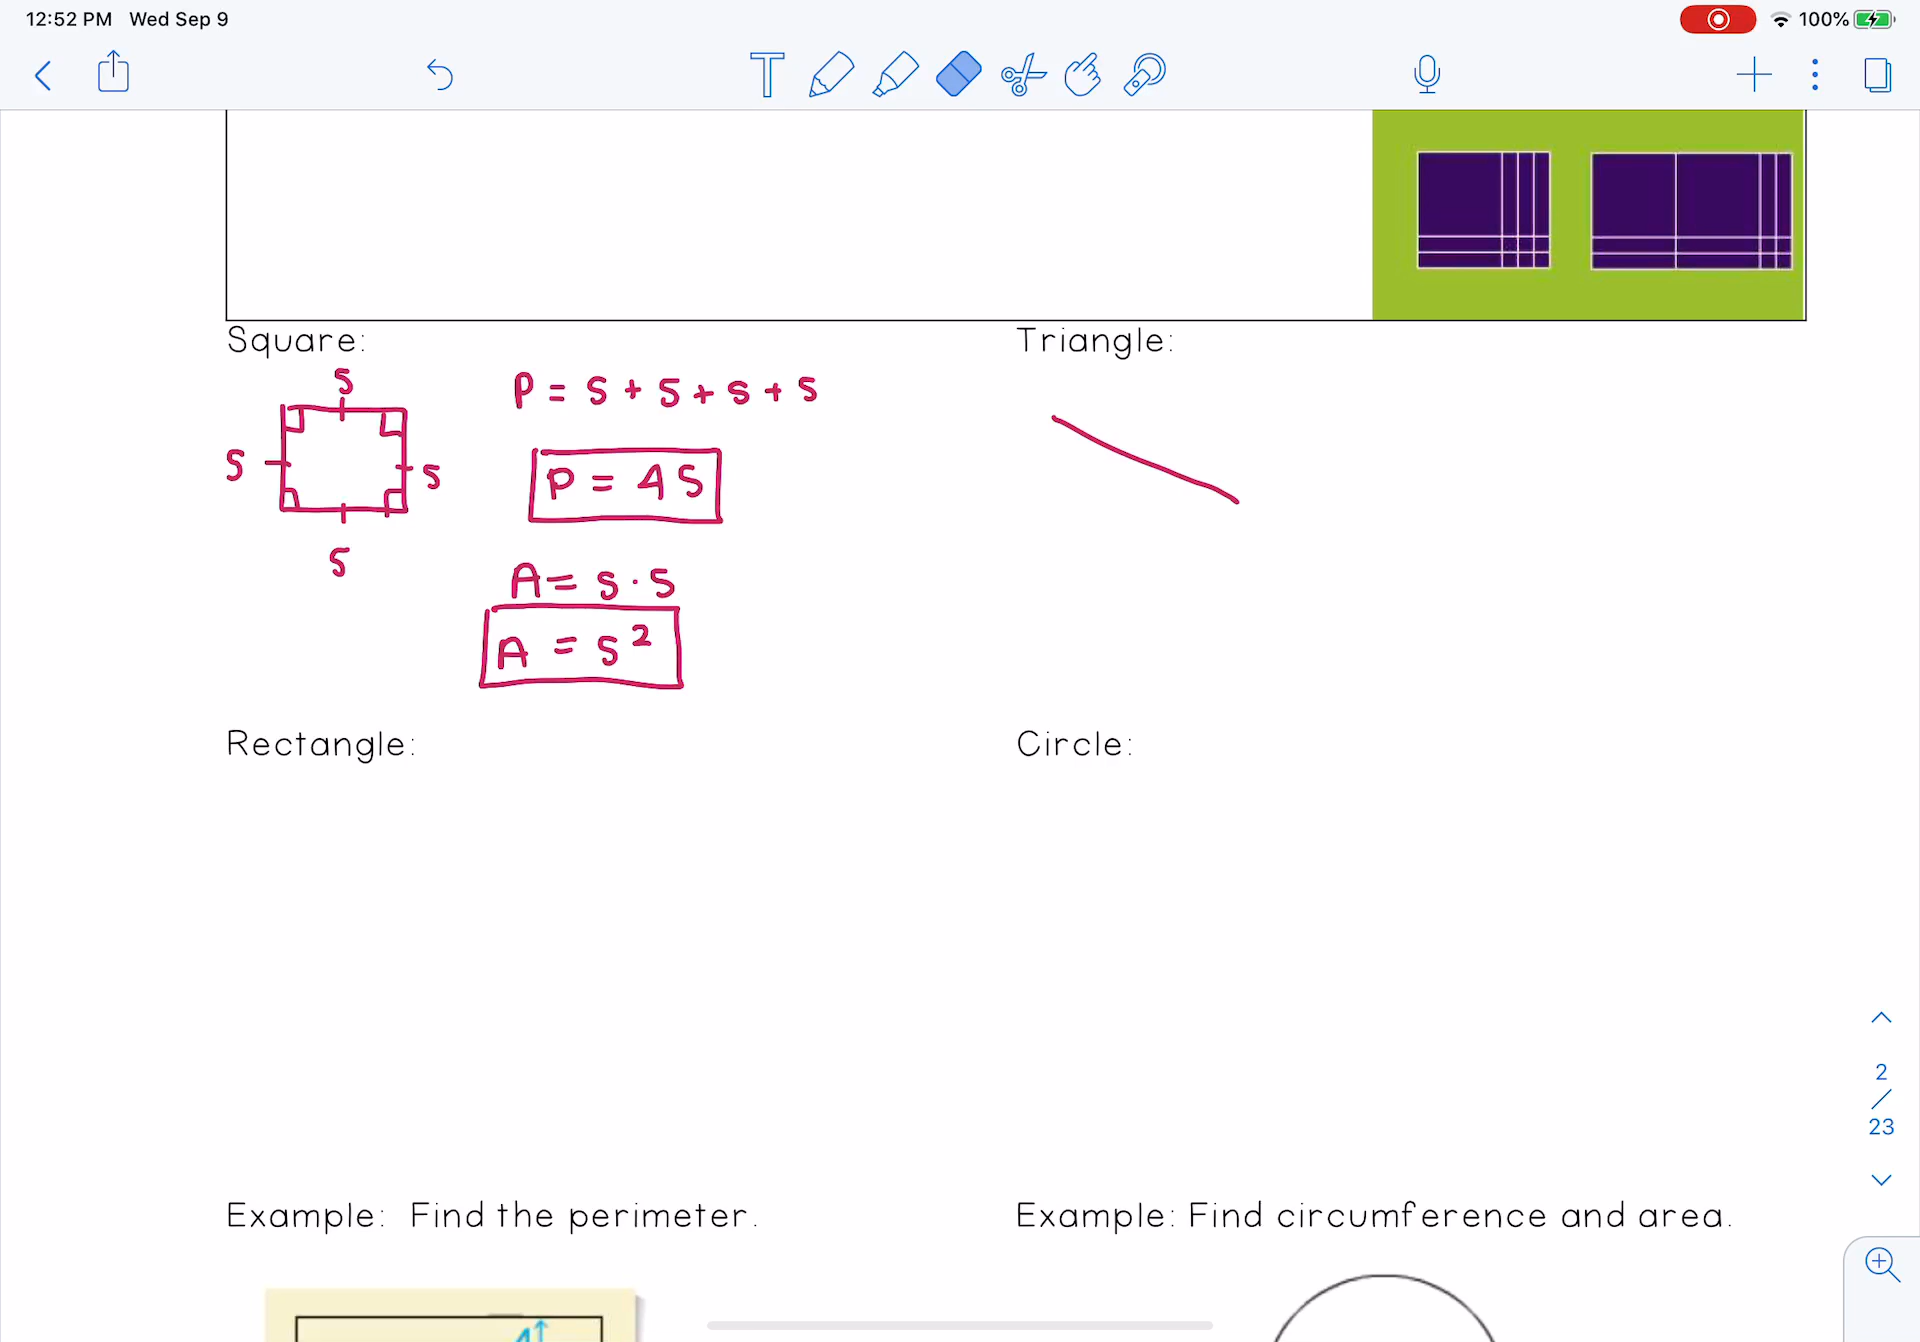 12:52 PM Wed Sep 9
100%
T
Square:
Triangle:
S
P = S + S + S + S
S
S
P = 4S
S
A = S · S
A = S²
Rectangle:
Circle:
2
/
23
Example: Find the perimeter.
Example: Find circumference and area.